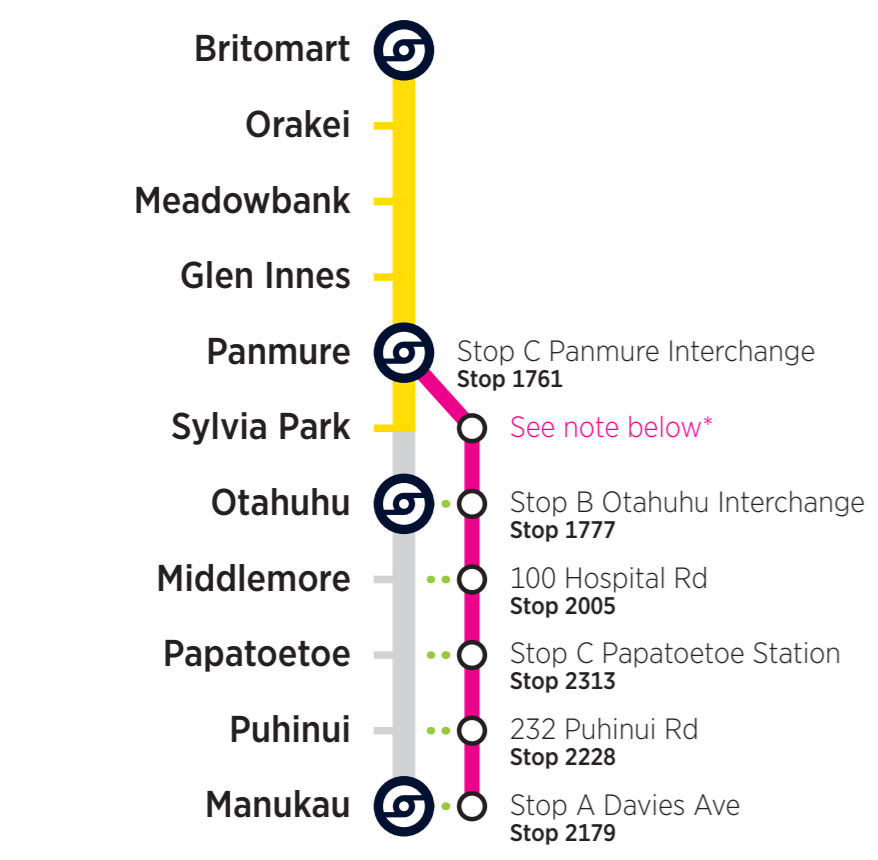 Britomart
Orakei
Meadowbank
Glen Innes
Panmure
Stop C Panmure Interchange
Stop 1761
Sylvia Park
See note below*
Otahuhu
Stop B Otahuhu Interchange
Stop 1777
Middlemore
100 Hospital Rd
Stop 2005
Papatoetoe
Stop C Papatoetoe Station
Stop 2313
Puhinui
232 Puhinui Rd
Stop 2228
Manukau
Stop A Davies Ave
Stop 2179